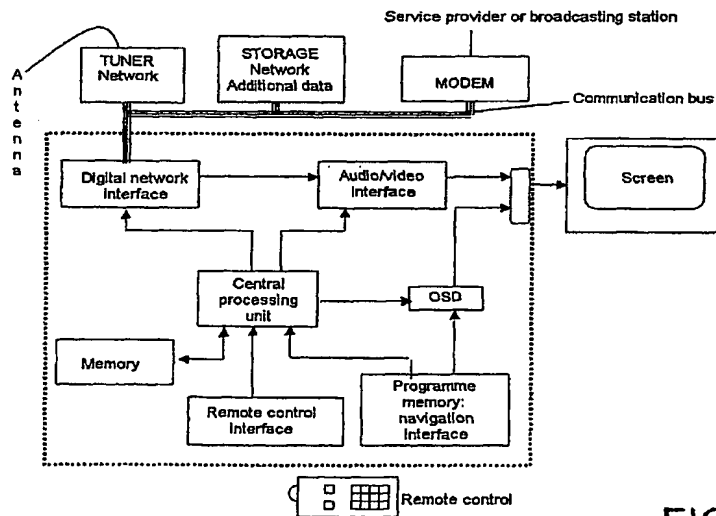 Service provider or broadcasting station
Antenna
TUNER
Network
STORAGE
Network
Additional data
MODEM
Communication bus
Digital network
Interface
Audio/video
Interface
Screen
Central
processing
unit
OSD
Memory
Remote control
Interface
Programme
memory:
navigation
Interface
Remote control